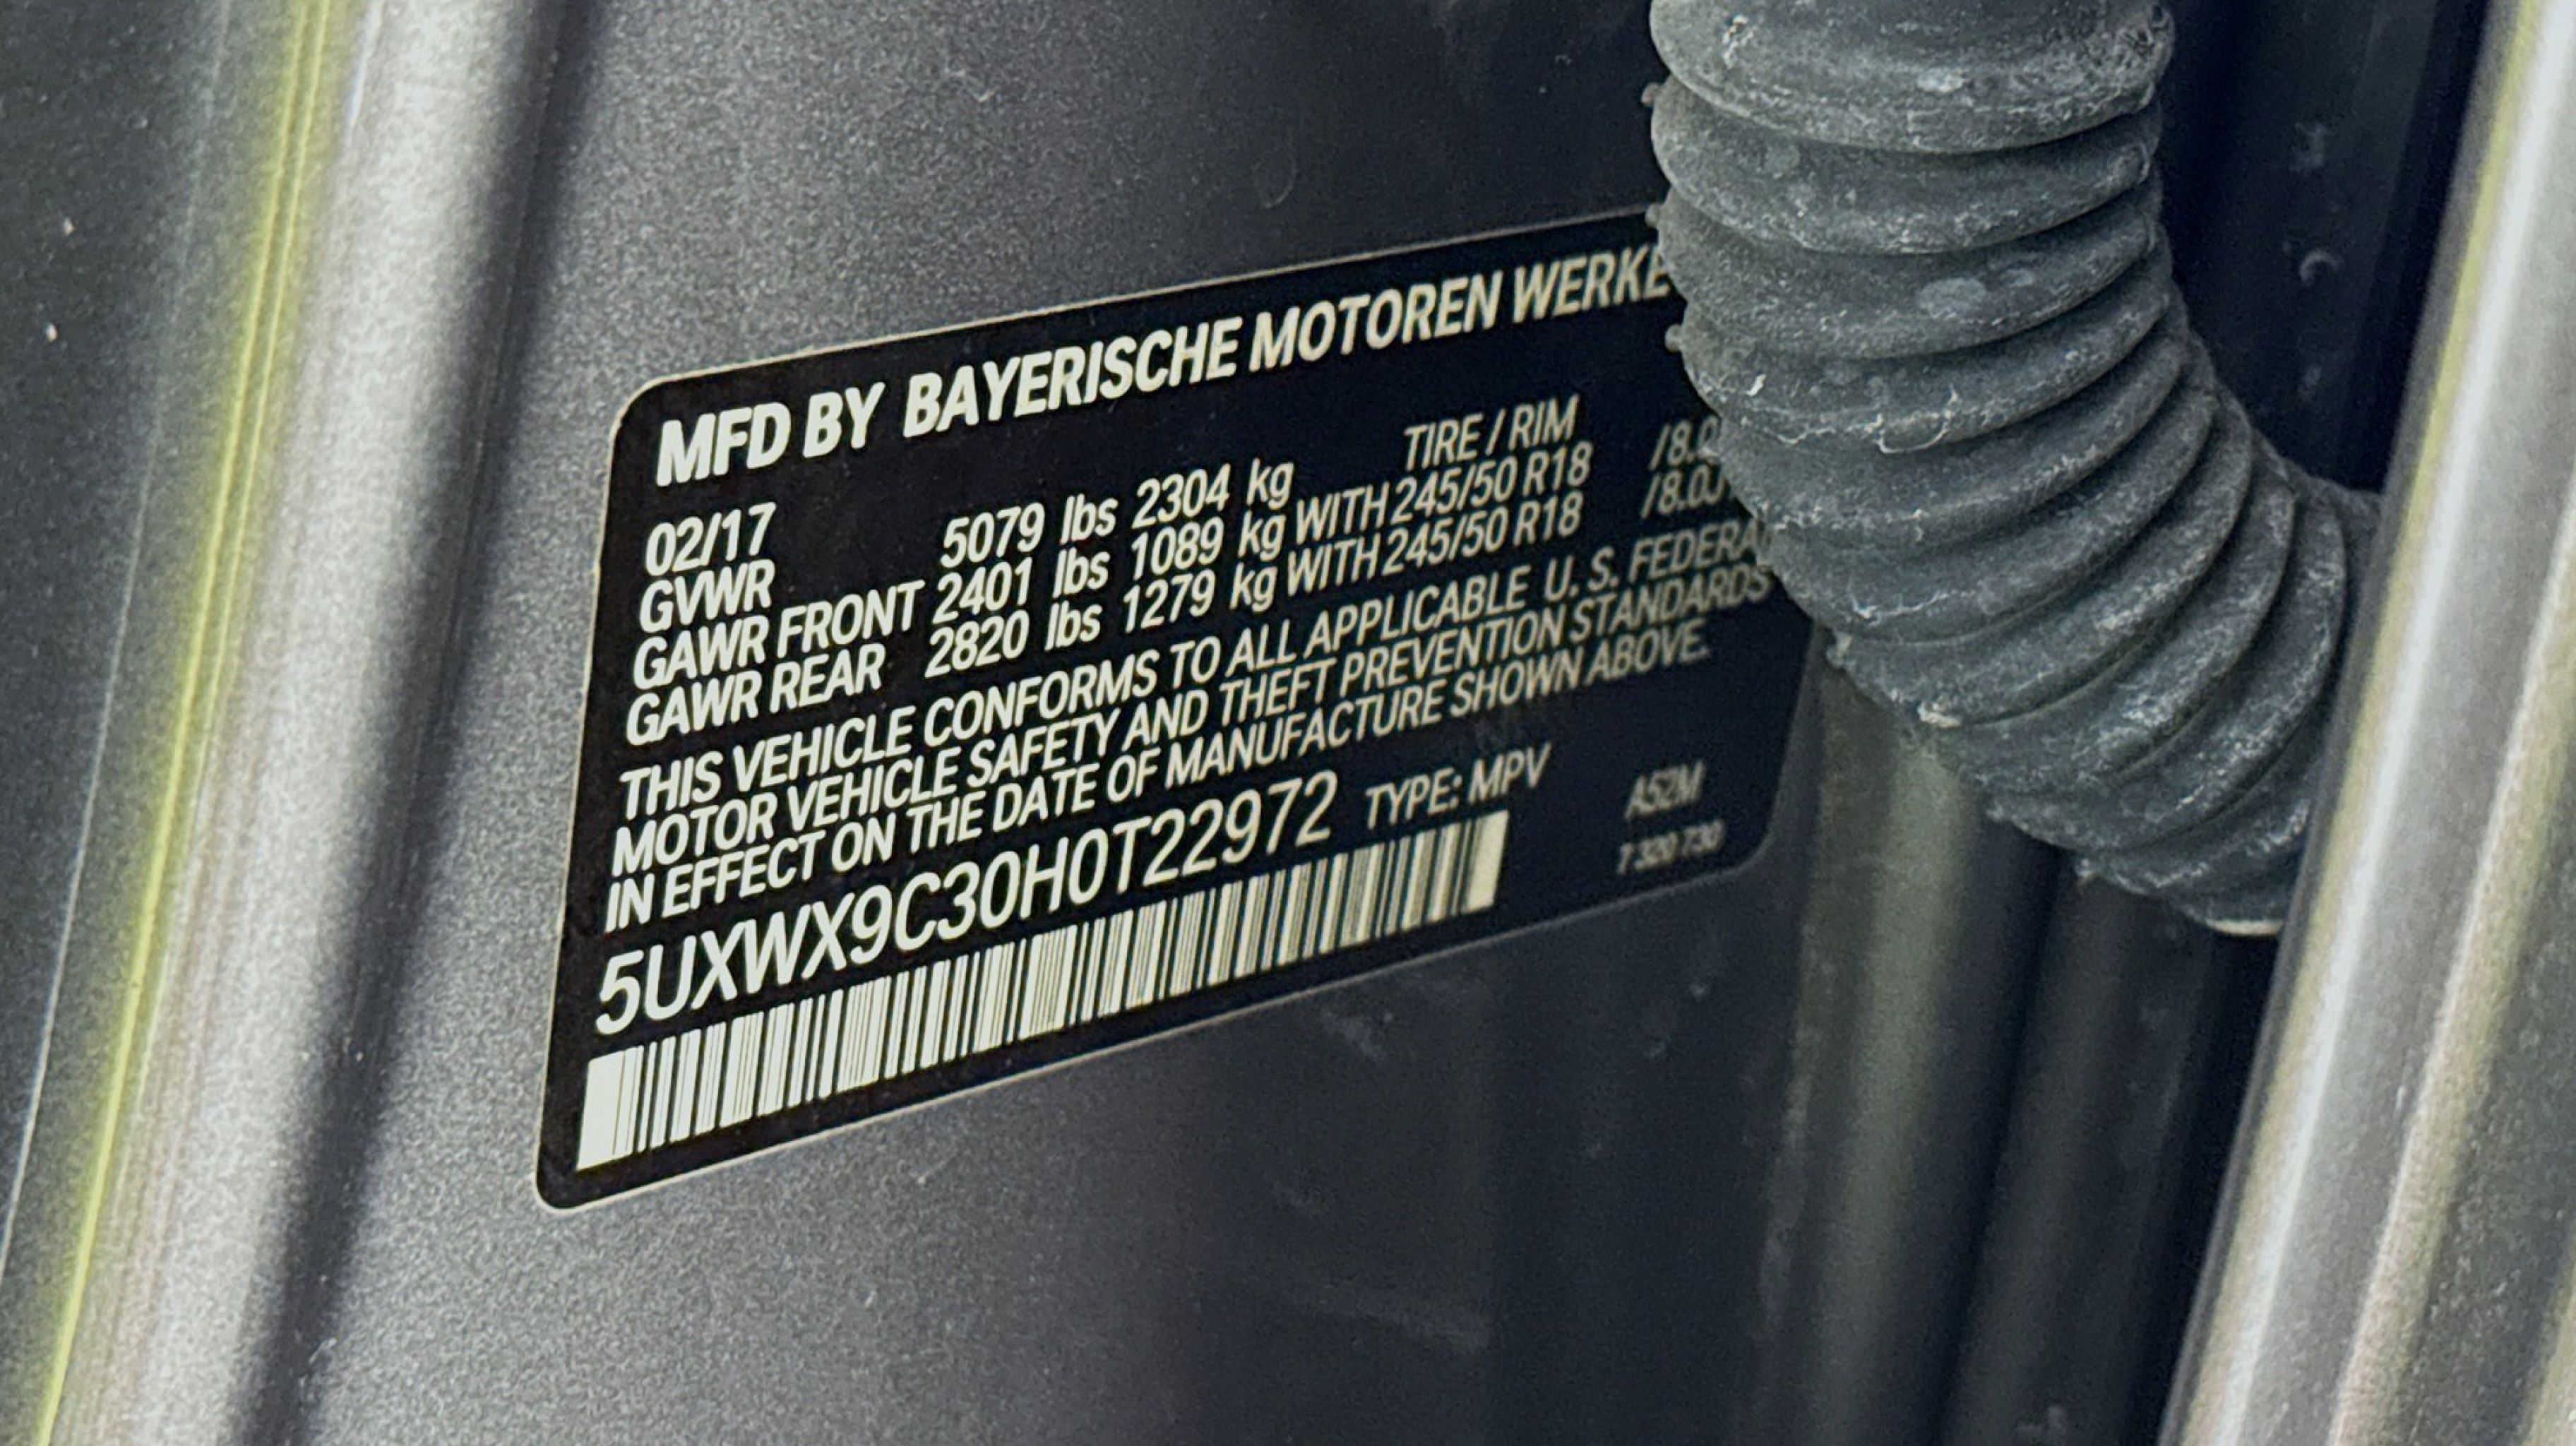 MFD BY BAYERISCHE MOTOREN WERKE
02/17 TIRE / RIM
GVWR 5079 lbs 2304 kg
GAWR FRONT 2401 lbs 1089 kg WITH 245/50 R18
GAWR REAR 2820 lbs 1279 kg WITH 245/50 R18
THIS VEHICLE CONFORMS TO ALL APPLICABLE U. S.
MOTOR VEHICLE SAFETY AND THEFT PREVENTION STANDARDS
IN EFFECT ON THE DATE OF MANUFACTURE SHOWN ABOVE.
5UXWX9C30H0T22972 TYPE: MPV
A52M
7 320 730